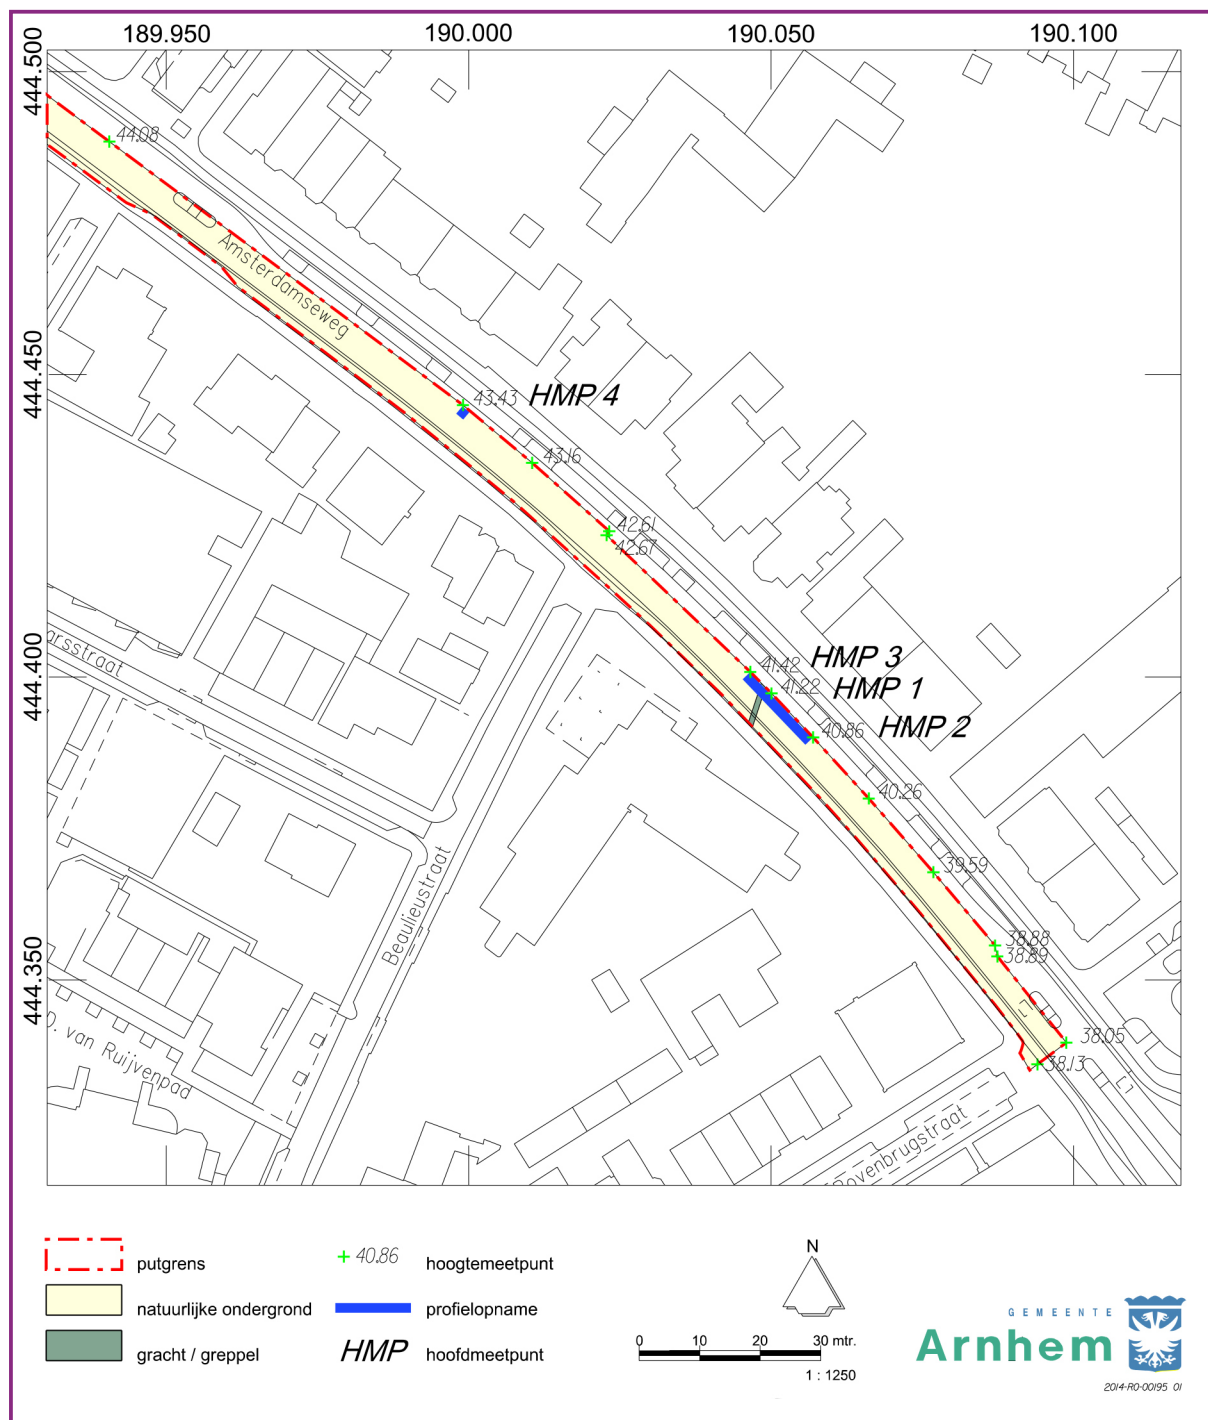 189.950 190.000 190.050 190.100
444.500
44.08
Amsterdamseweg
444.450
43.43 HMP 4
43.16
42.61
42.67
arsstraat
444.400
41.42 HMP 3
41.22 HMP 1
40.86 HMP 2
40.26
39.59
Beaulieustraat
38.88
38.89
444.350
D. van Ruijvenpad
38.05
38.13
Bovenbrugstraat
putgrens
40.86 hoogtemeetpunt
N
natuurlijke ondergrond
profielopname
gracht / greppel
HMP hoofdmeetpunt
0 10 20 30 mtr.
1 : 1250
GEMEENTE
Arnhem
2014-R0-00195 01